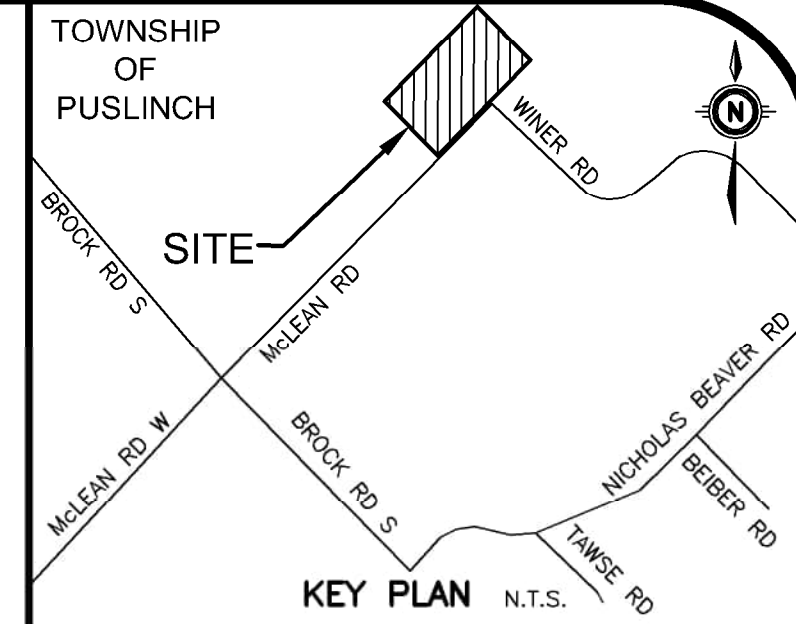 TOWNSHIP
OF
PUSLINCH
N
WINER RD
BROCK RD S
SITE
McLEAN RD
NICHOLAS BEAVER RD
McLEAN RD W
BROCK RD S
BEIBER RD
TAWSE RD
KEY PLAN N.T.S.